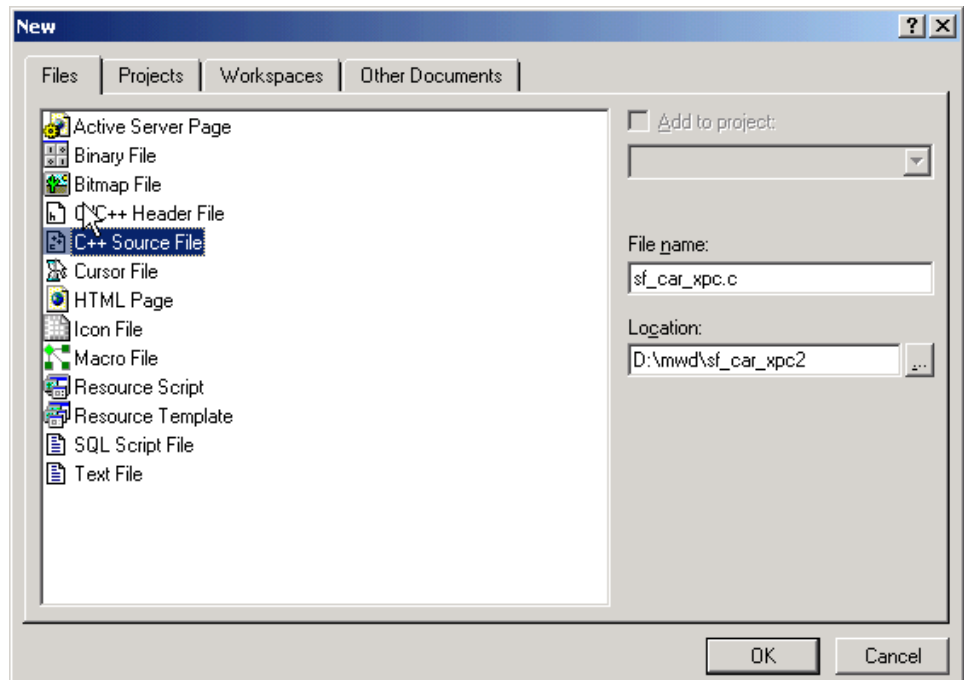 New
Files Projects Workspaces Other Documents
Active Server Page
Binary File
Bitmap File
C/C++ Header File
C++ Source File
Cursor File
HTML Page
Icon File
Macro File
Resource Script
Resource Template
SQL Script File
Text File
Add to project:
File name:
sf_car_xpc.c
Location:
D:\mwd\sf_car_xpc2
...
OK Cancel